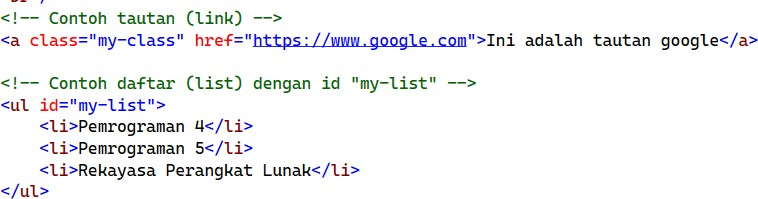 <!-- Contoh tautan (link) -->
<a class="my-class" href="https://www.google.com">Ini adalah tautan google</a>
<!-- Contoh daftar (list) dengan id "my-list" -->
<ul id="my-list">
    <li>Pemrograman 4</li>
    <li>Pemrograman 5</li>
    <li>Rekayasa Perangkat Lunak</li>
</ul>